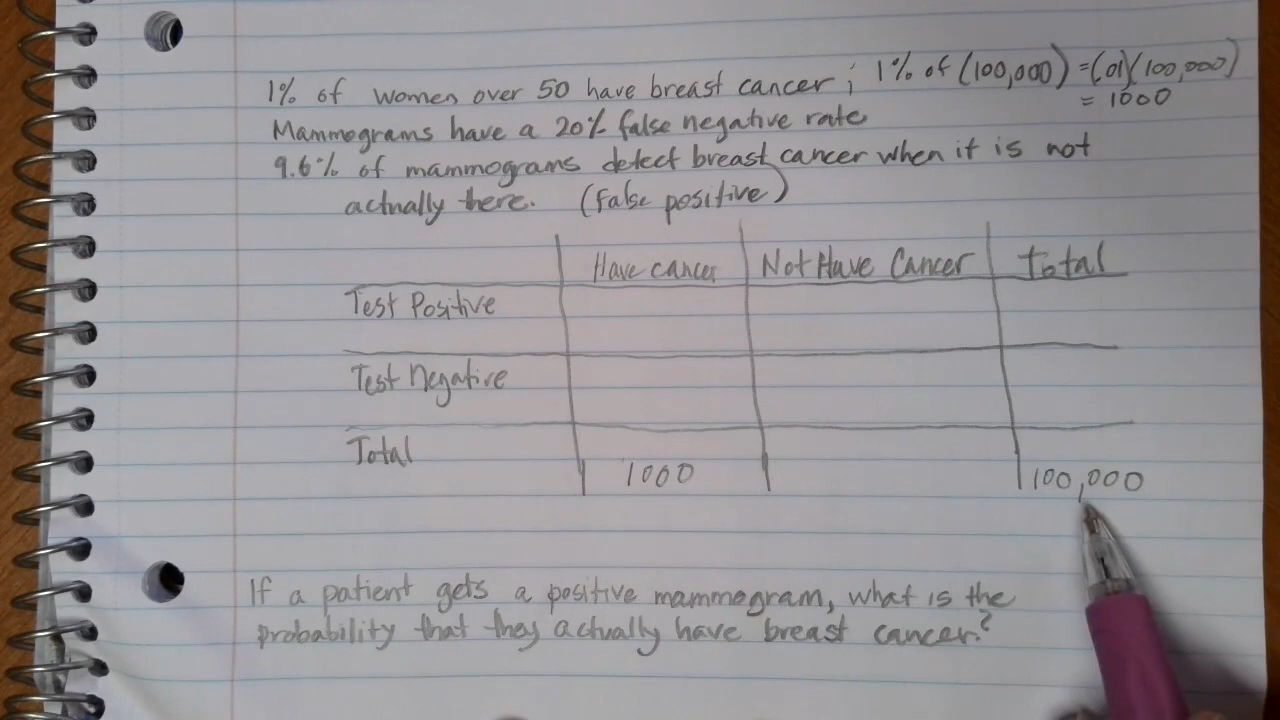 1% of women over 50 have breast cancer; 1% of (100,000) = (.01)(100,000)
= 1000
Mammograms have a 20% false negative rate
9.6% of mammograms detect breast cancer when it is not
actually there. (false positive)
Have cancer Not Have Cancer Total
Test Positive
Test Negative
Total 1000 100,000
If a patient gets a positive mammogram, what is the
probability that they actually have breast cancer?